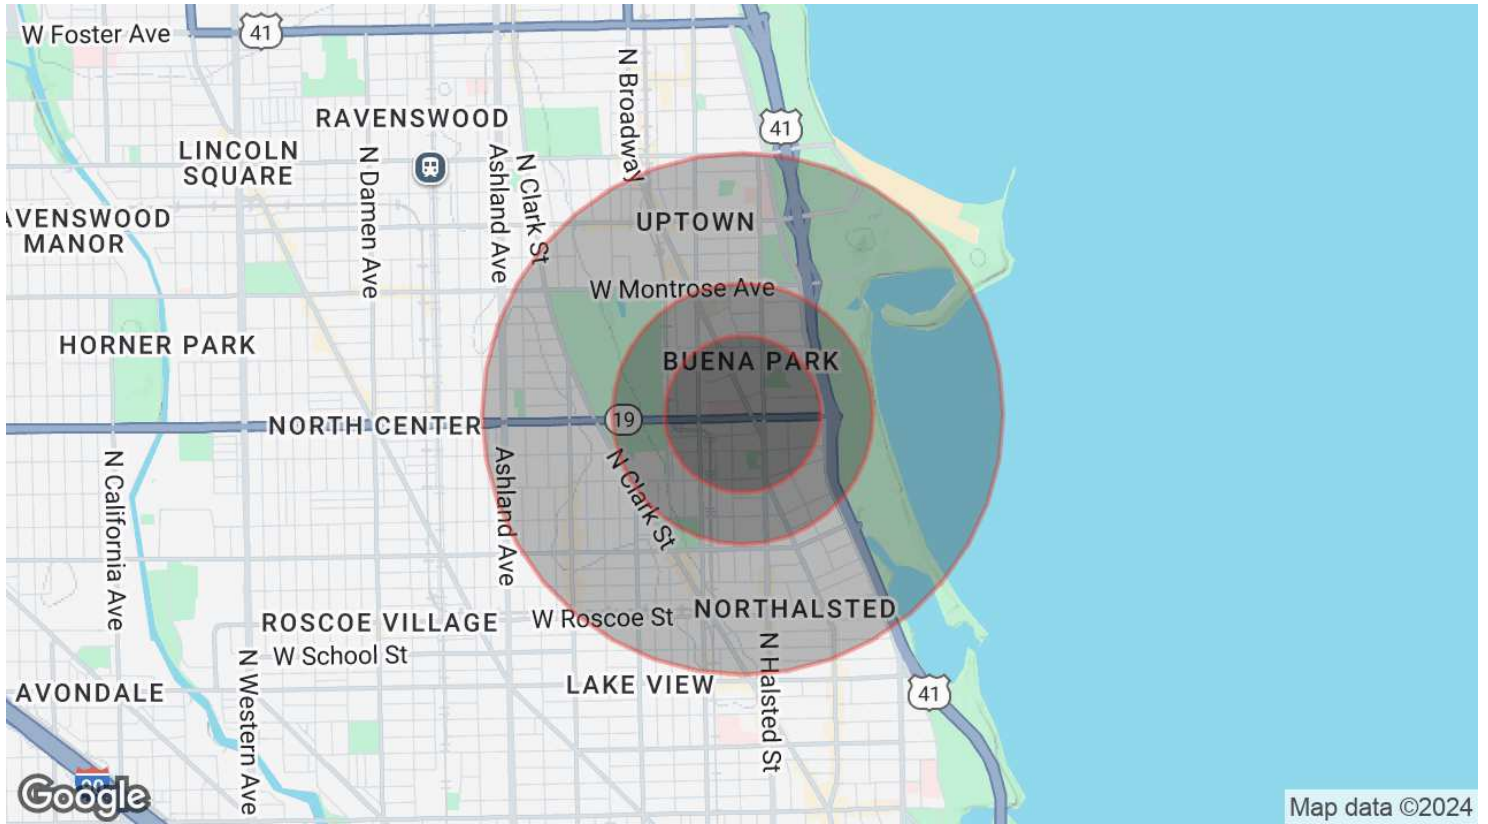 W Foster Ave
41
N Broadway
41
RAVENSWOOD
LINCOLN
SQUARE
N Damen Ave
Ashland Ave
N Clark St
AVENSWOOD
MANOR
UPTOWN
W Montrose Ave
HORNER PARK
BUENA PARK
NORTH CENTER
19
N California Ave
Ashland Ave
N Clark St
ROSCOE VILLAGE
W Roscoe St
NORTHALSTED
W School St
N Western Ave
N Halsted St
AVONDALE
LAKE VIEW
41
Google
Map data ©2024